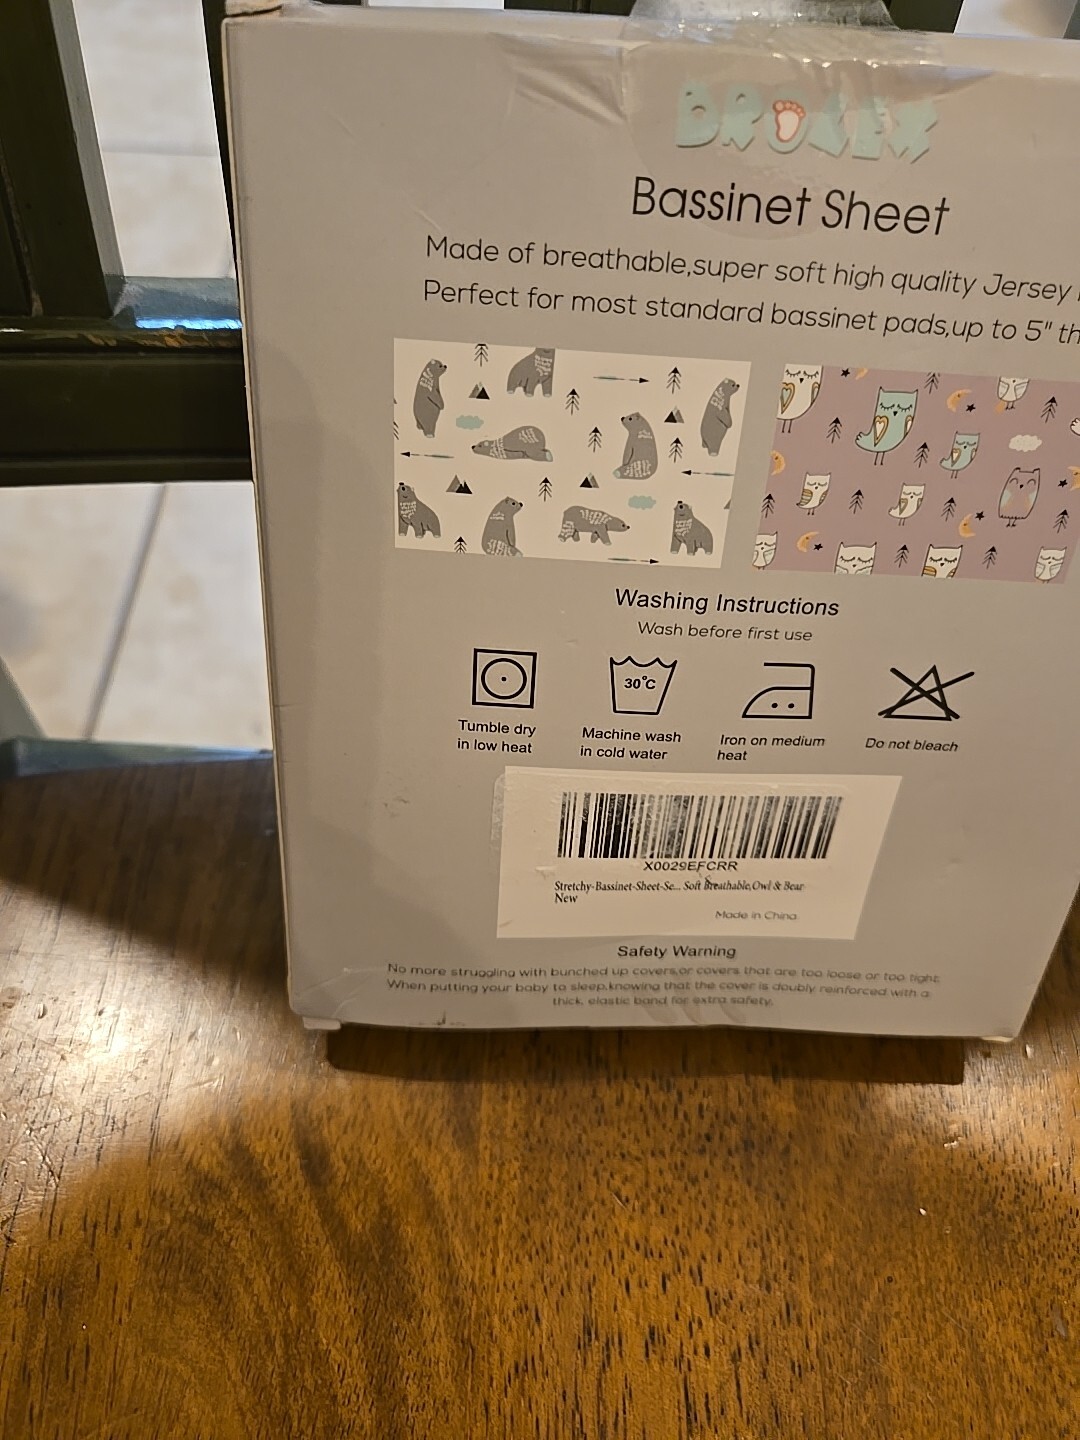 BROLEX
Bassinet Sheet
Made of breathable,super soft high quality Jersey
Perfect for most standard bassinet pads,up to 5" th
Washing Instructions
Wash before first use
30°C
Tumble dry
in low heat
Machine wash
in cold water
Iron on medium
heat
Do not bleach
X0029EFCRR
Stretchy-Bassinet-Sheet-Se... Soft Breathable,Owl & Bear
New
Made in China
Safety Warning
No more struggling with bunched up covers,or covers that are too loose or too tight.
When putting your baby to sleep,knowing that the cover is doubly reinforced with a
thick, elastic band for extra safety.